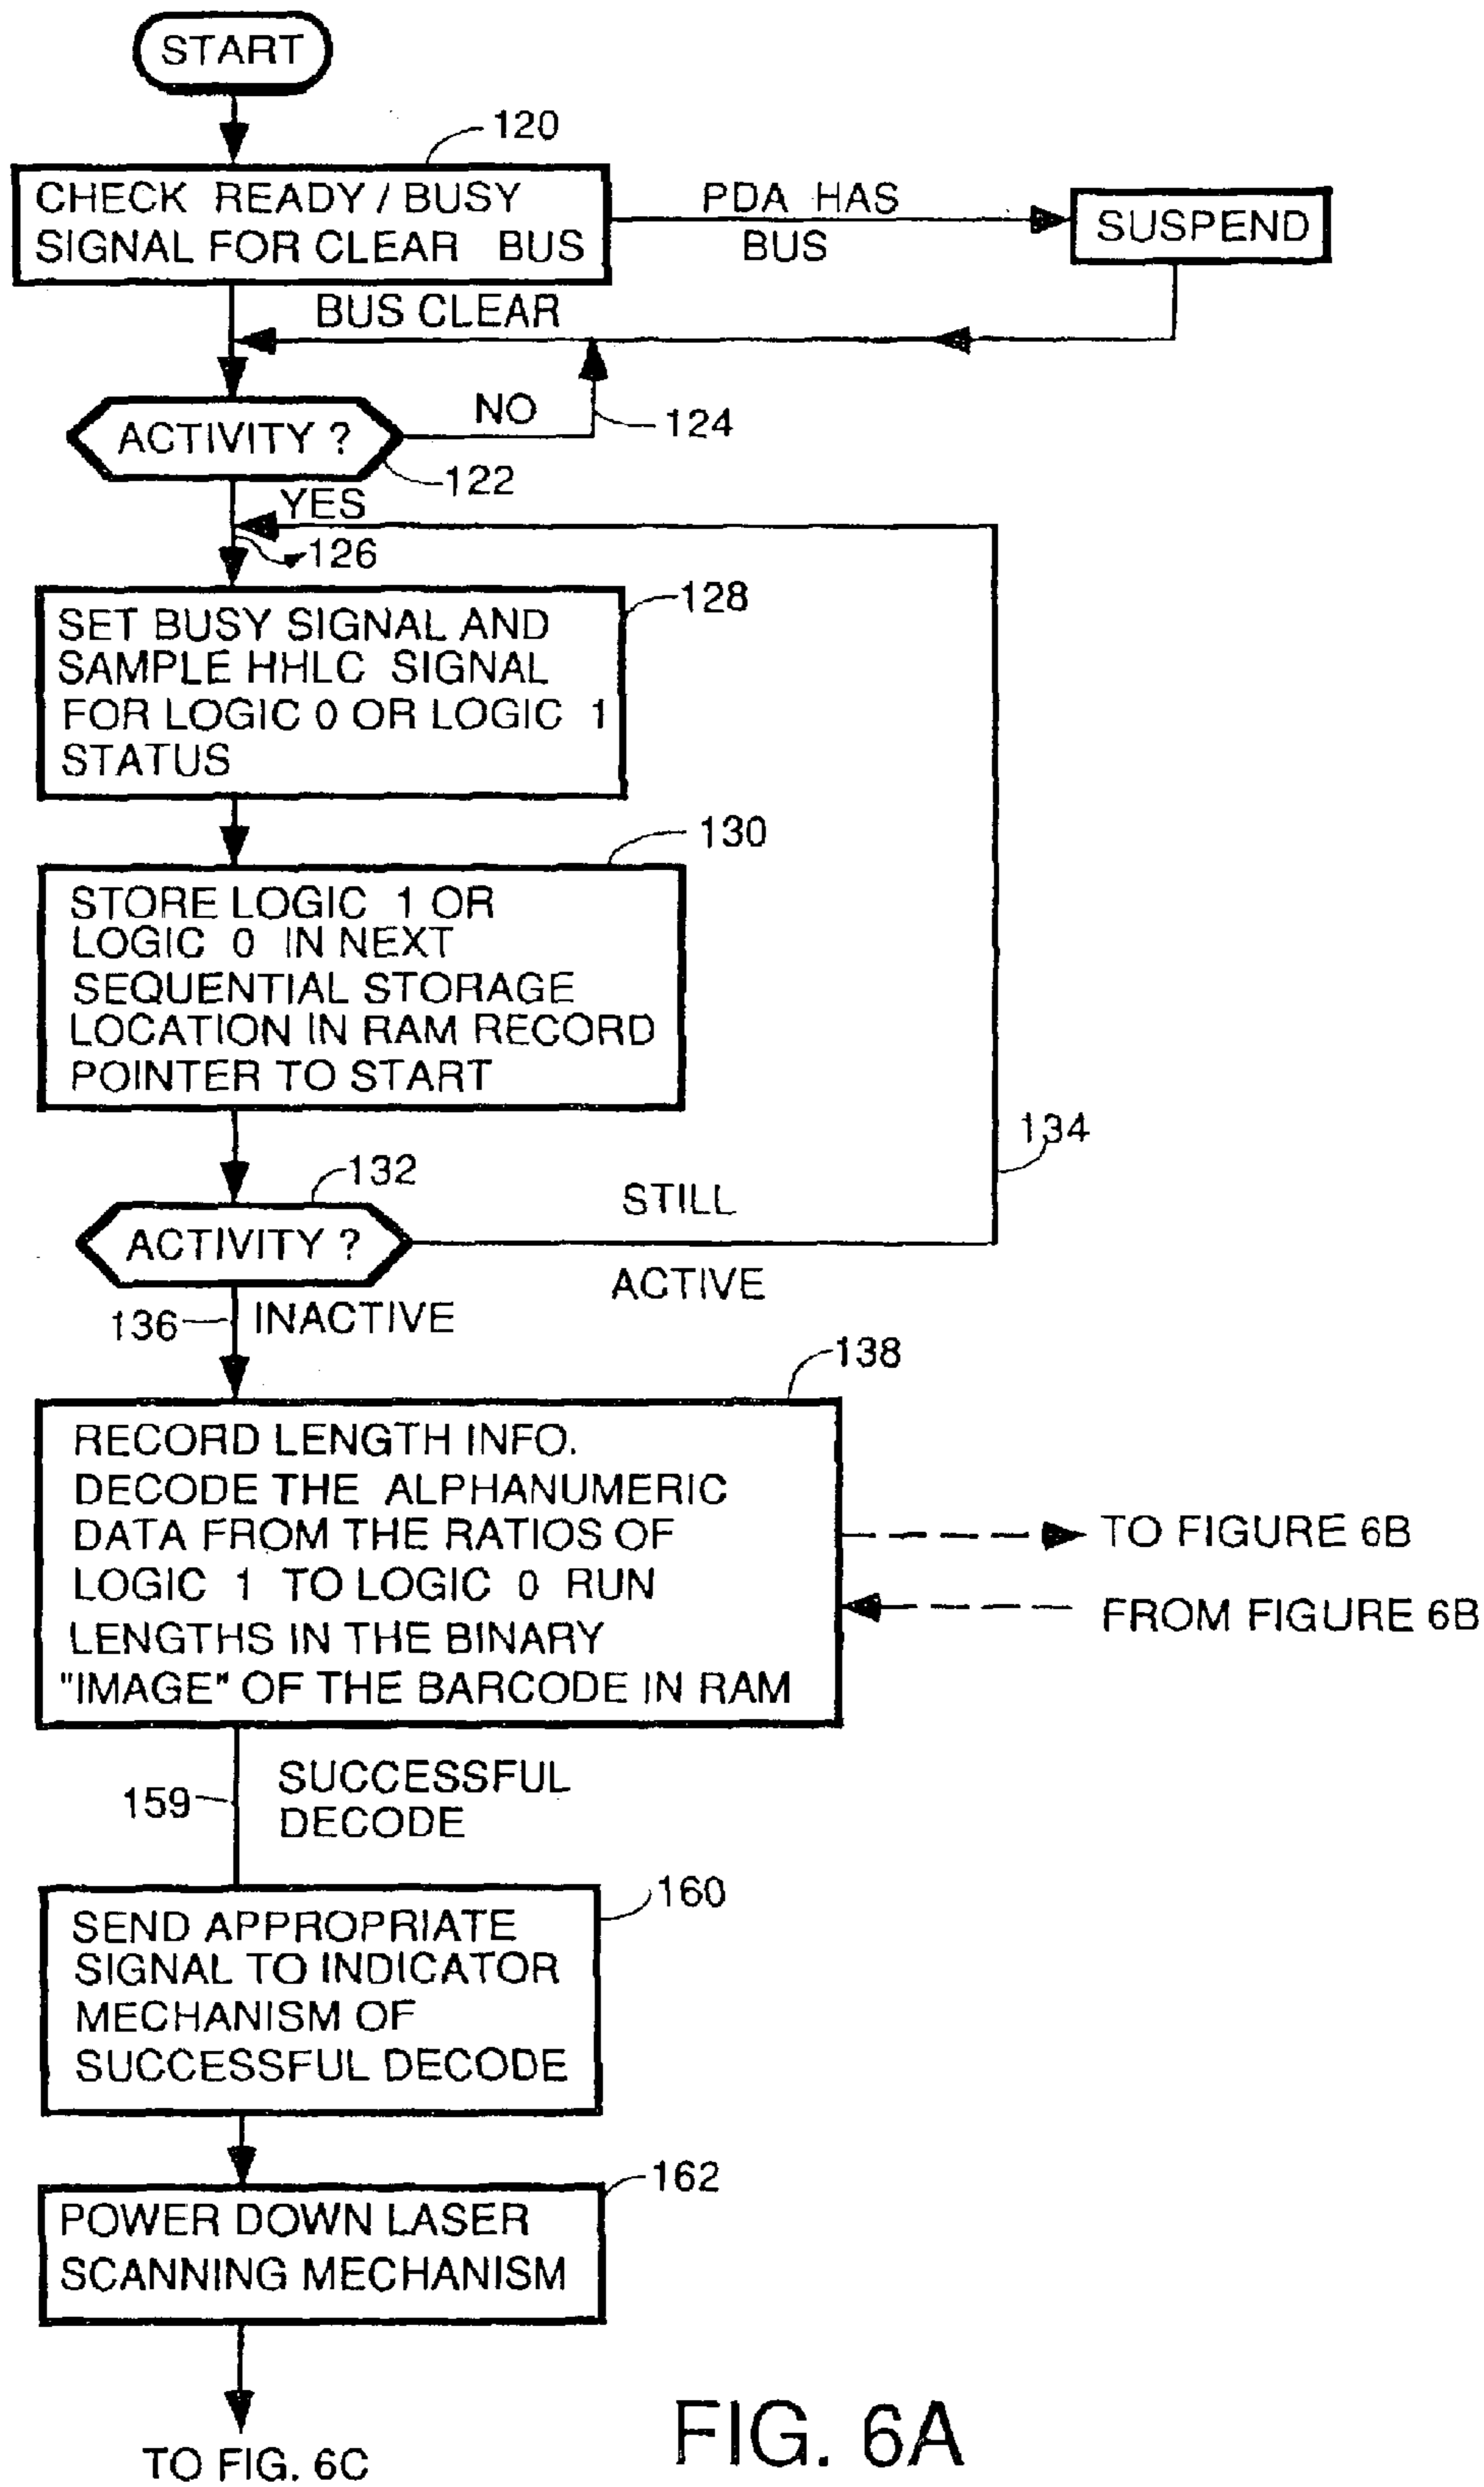 START
120
CHECK READY / BUSY
SIGNAL FOR CLEAR BUS
PDA HAS
BUS
SUSPEND
BUS CLEAR
ACTIVITY ?
NO
124
122
YES
126
SET BUSY SIGNAL AND
SAMPLE HHLC SIGNAL
FOR LOGIC 0 OR LOGIC 1
STATUS
128
130
STORE LOGIC 1 OR
LOGIC 0 IN NEXT
SEQUENTIAL STORAGE
LOCATION IN RAM RECORD
POINTER TO START
134
132
ACTIVITY ?
STILL
ACTIVE
136
INACTIVE
138
RECORD LENGTH INFO.
DECODE THE ALPHANUMERIC
DATA FROM THE RATIOS OF
LOGIC 1 TO LOGIC 0 RUN
LENGTHS IN THE BINARY
"IMAGE" OF THE BARCODE IN RAM
TO FIGURE 6B
FROM FIGURE 6B
159
SUCCESSFUL
DECODE
160
SEND APPROPRIATE
SIGNAL TO INDICATOR
MECHANISM OF
SUCCESSFUL DECODE
162
POWER DOWN LASER
SCANNING MECHANISM
TO FIG. 6C
FIG. 6A